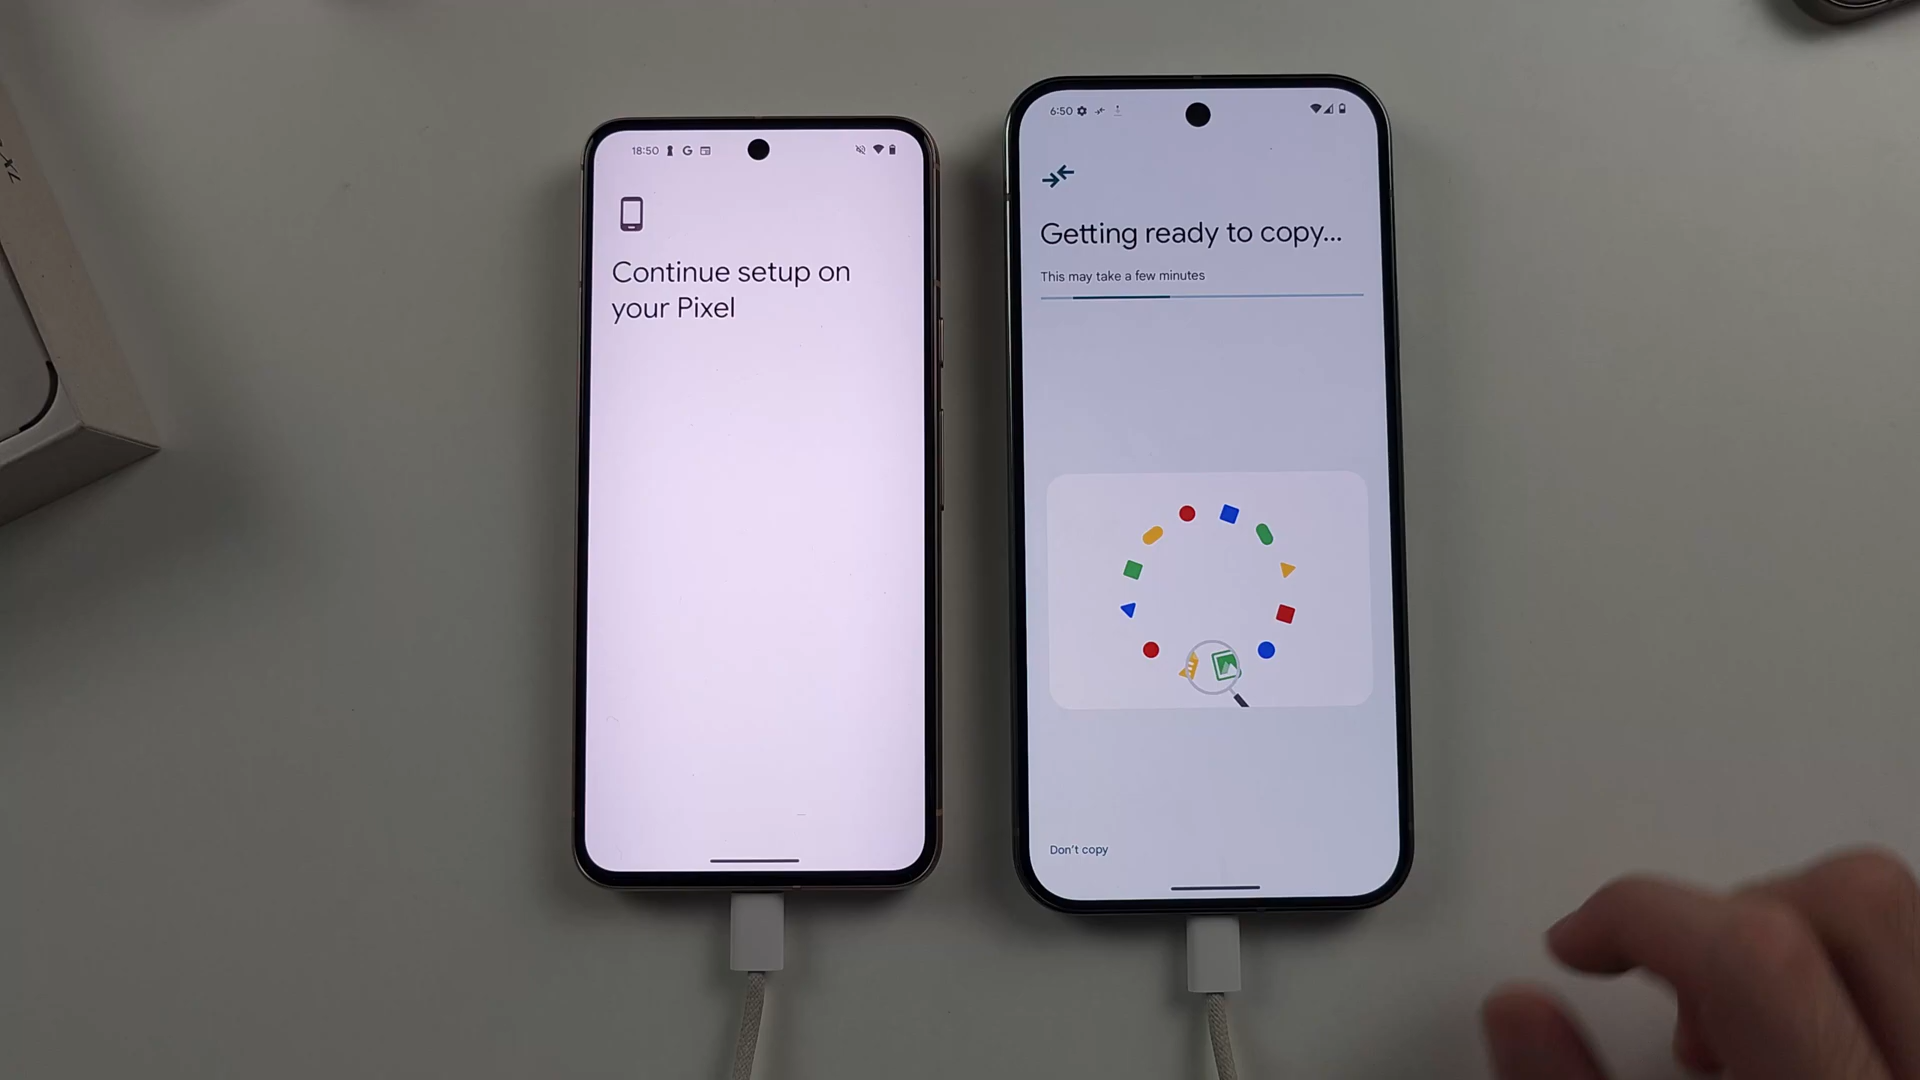 18:50 G
Continue setup on
your Pixel
6:50
Getting ready to copy...
This may take a few minutes
Don't copy